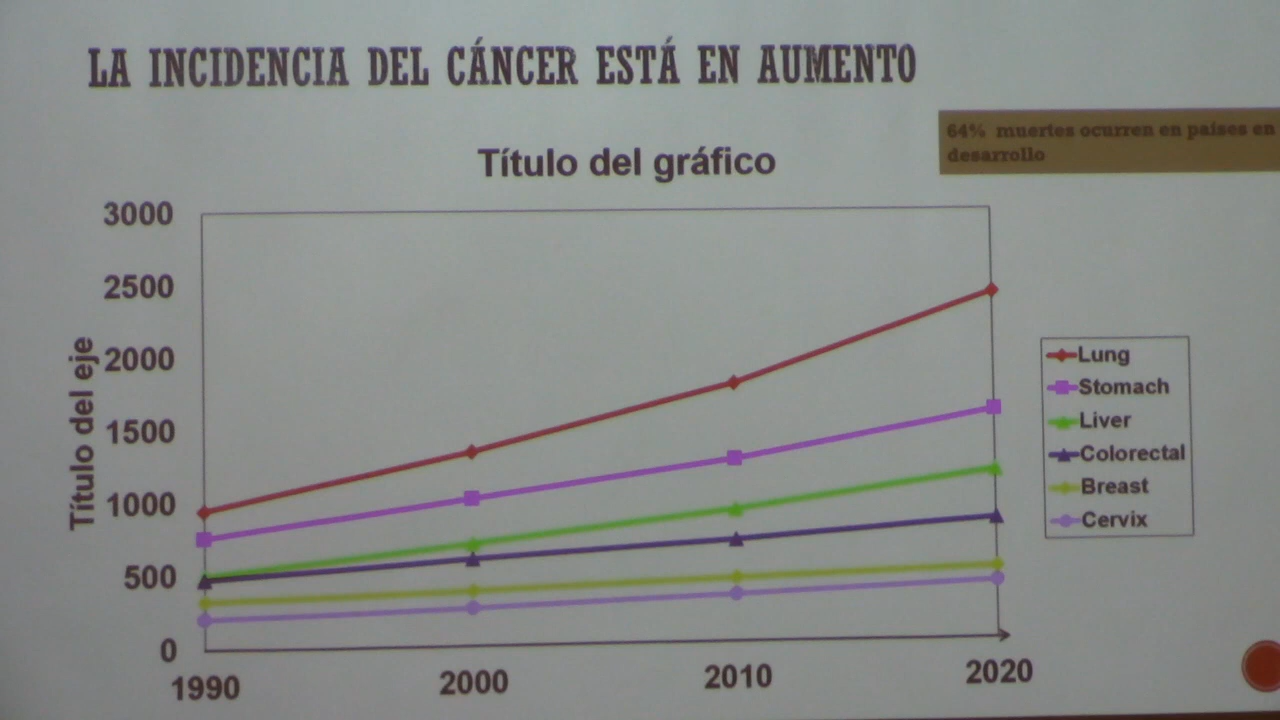 LA INCIDENCIA DEL CÁNCER ESTÁ EN AUMENTO
64% muertes ocurren en países en
desarrollo
Título del gráfico
3000
2500
2000
1500
1000
500
0
Título del eje
1990
2000
2010
2020
Lung
Stomach
Liver
Colorectal
Breast
Cervix